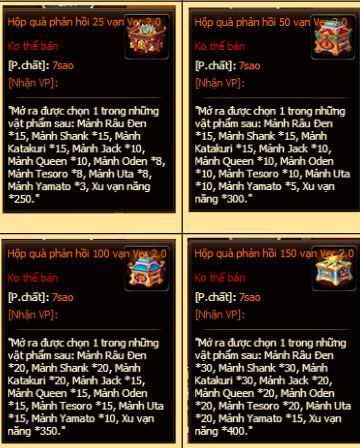 Hộp quà phản hồi 25 vạn Ver 2.0
Ko thể bán
[P.chất]: 7sao
[Nhận VP]:
"Mở ra được chọn 1 trong những
vật phẩm sau: Mảnh Râu Đen
*15, Mảnh Shank *15, Mảnh
Katakuri *15, Mảnh Jack *10,
Mảnh Queen *10, Mảnh Oden *8,
Mảnh Tesoro *8, Mảnh Uta *8,
Mảnh Yamato *3, Xu vạn năng
*250."
Hộp quà phản hồi 50 vạn Ver 2.0
Ko thể bán
[P.chất]: 7sao
[Nhận VP]:
"Mở ra được chọn 1 trong những
vật phẩm sau: Mảnh Râu Đen
*15, Mảnh Shank *15, Mảnh
Katakuri *15, Mảnh Jack *10,
Mảnh Queen *10, Mảnh Oden
*10, Mảnh Tesoro *10, Mảnh Uta
*10, Mảnh Yamato *5, Xu vạn
năng *300."
Hộp quà phản hồi 100 vạn Ver 2.0
Ko thể bán
[P.chất]: 7sao
[Nhận VP]:
"Mở ra được chọn 1 trong những
vật phẩm sau: Mảnh Râu Đen
*20, Mảnh Shank *20, Mảnh
Katakuri *20, Mảnh Jack *15,
Mảnh Queen *15, Mảnh Oden
*15, Mảnh Tesoro *15, Mảnh Uta
*15, Mảnh Yamato *10, Xu vạn
năng *350."
Hộp quà phản hồi 150 vạn Ver 2.0
Ko thể bán
[P.chất]: 7sao
[Nhận VP]:
"Mở ra được chọn 1 trong những
vật phẩm sau: Mảnh Râu Đen
*30, Mảnh Shank *30, Mảnh
Katakuri *30, Mảnh Jack *20,
Mảnh Queen *20, Mảnh Oden
*20, Mảnh Tesoro *20, Mảnh Uta
*20, Mảnh Yamato *15, Xu vạn
năng *400."